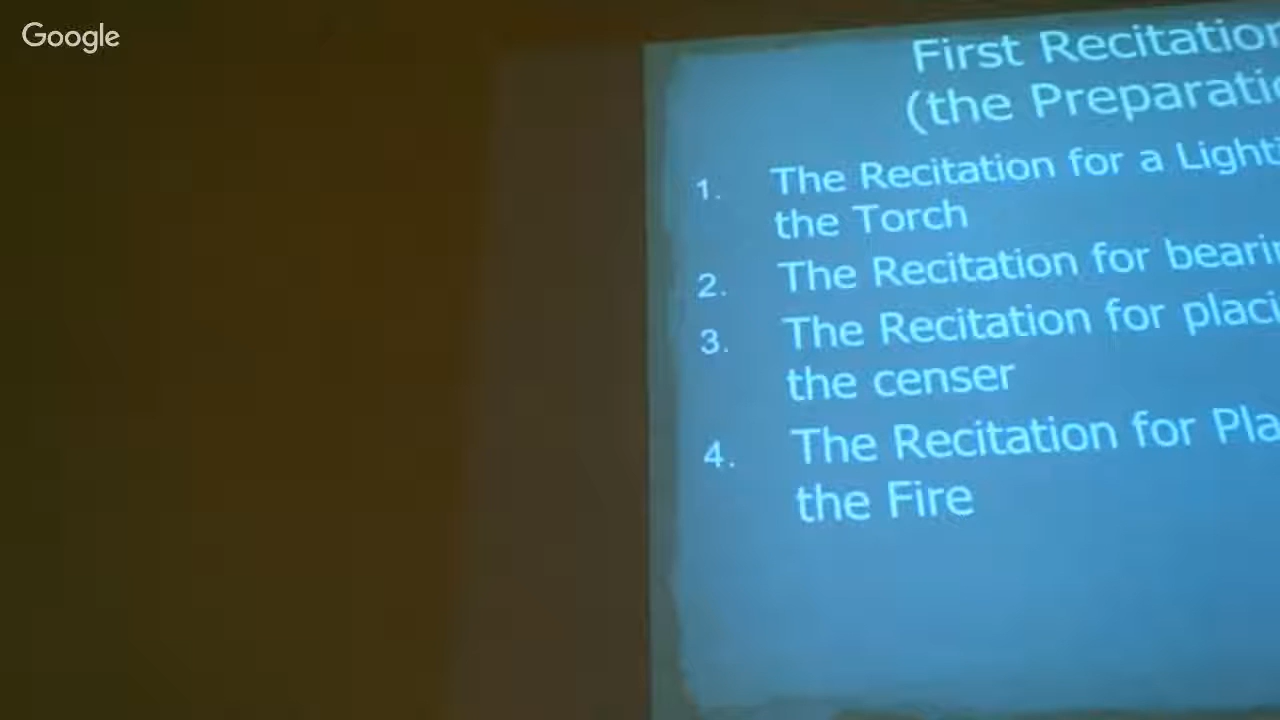 Google
First Recitation
(the Preparatio
1. The Recitation for a Lighti
the Torch
2. The Recitation for bearin
3. The Recitation for placi
the censer
4. The Recitation for Pla
the Fire